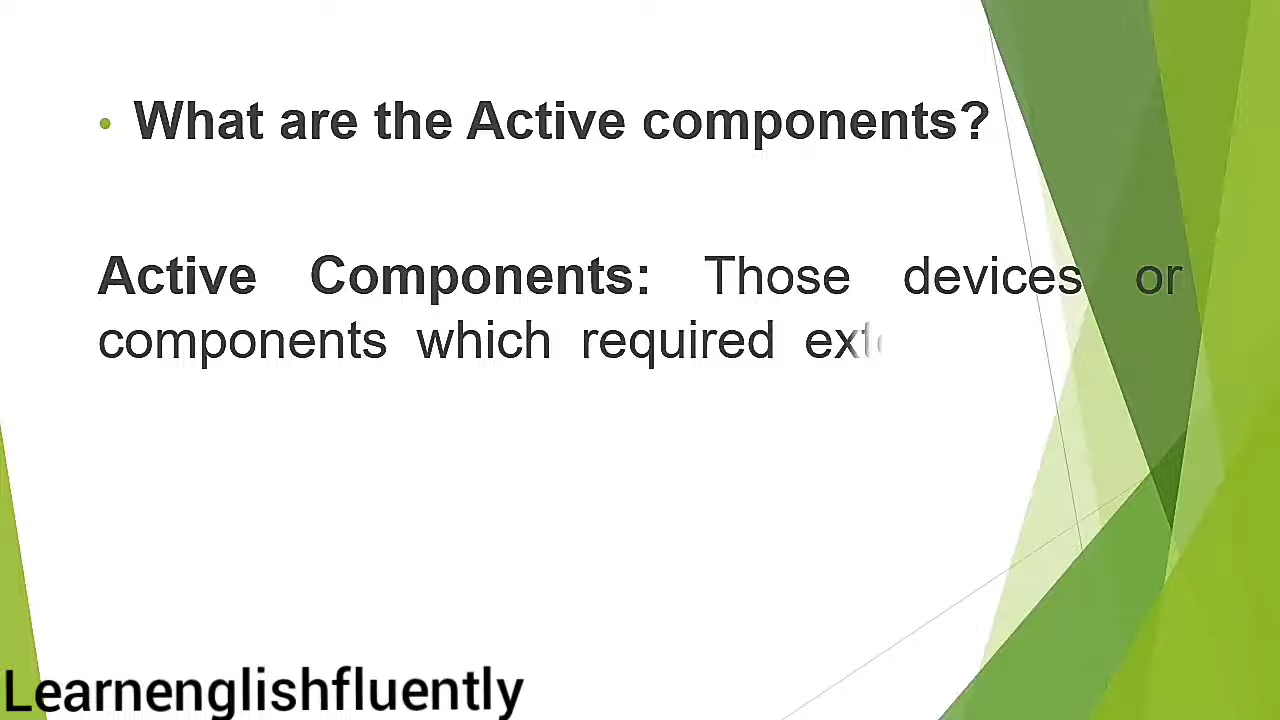 • What are the Active components?
Active Components: Those devices or
components which required
Learnenglishfluently